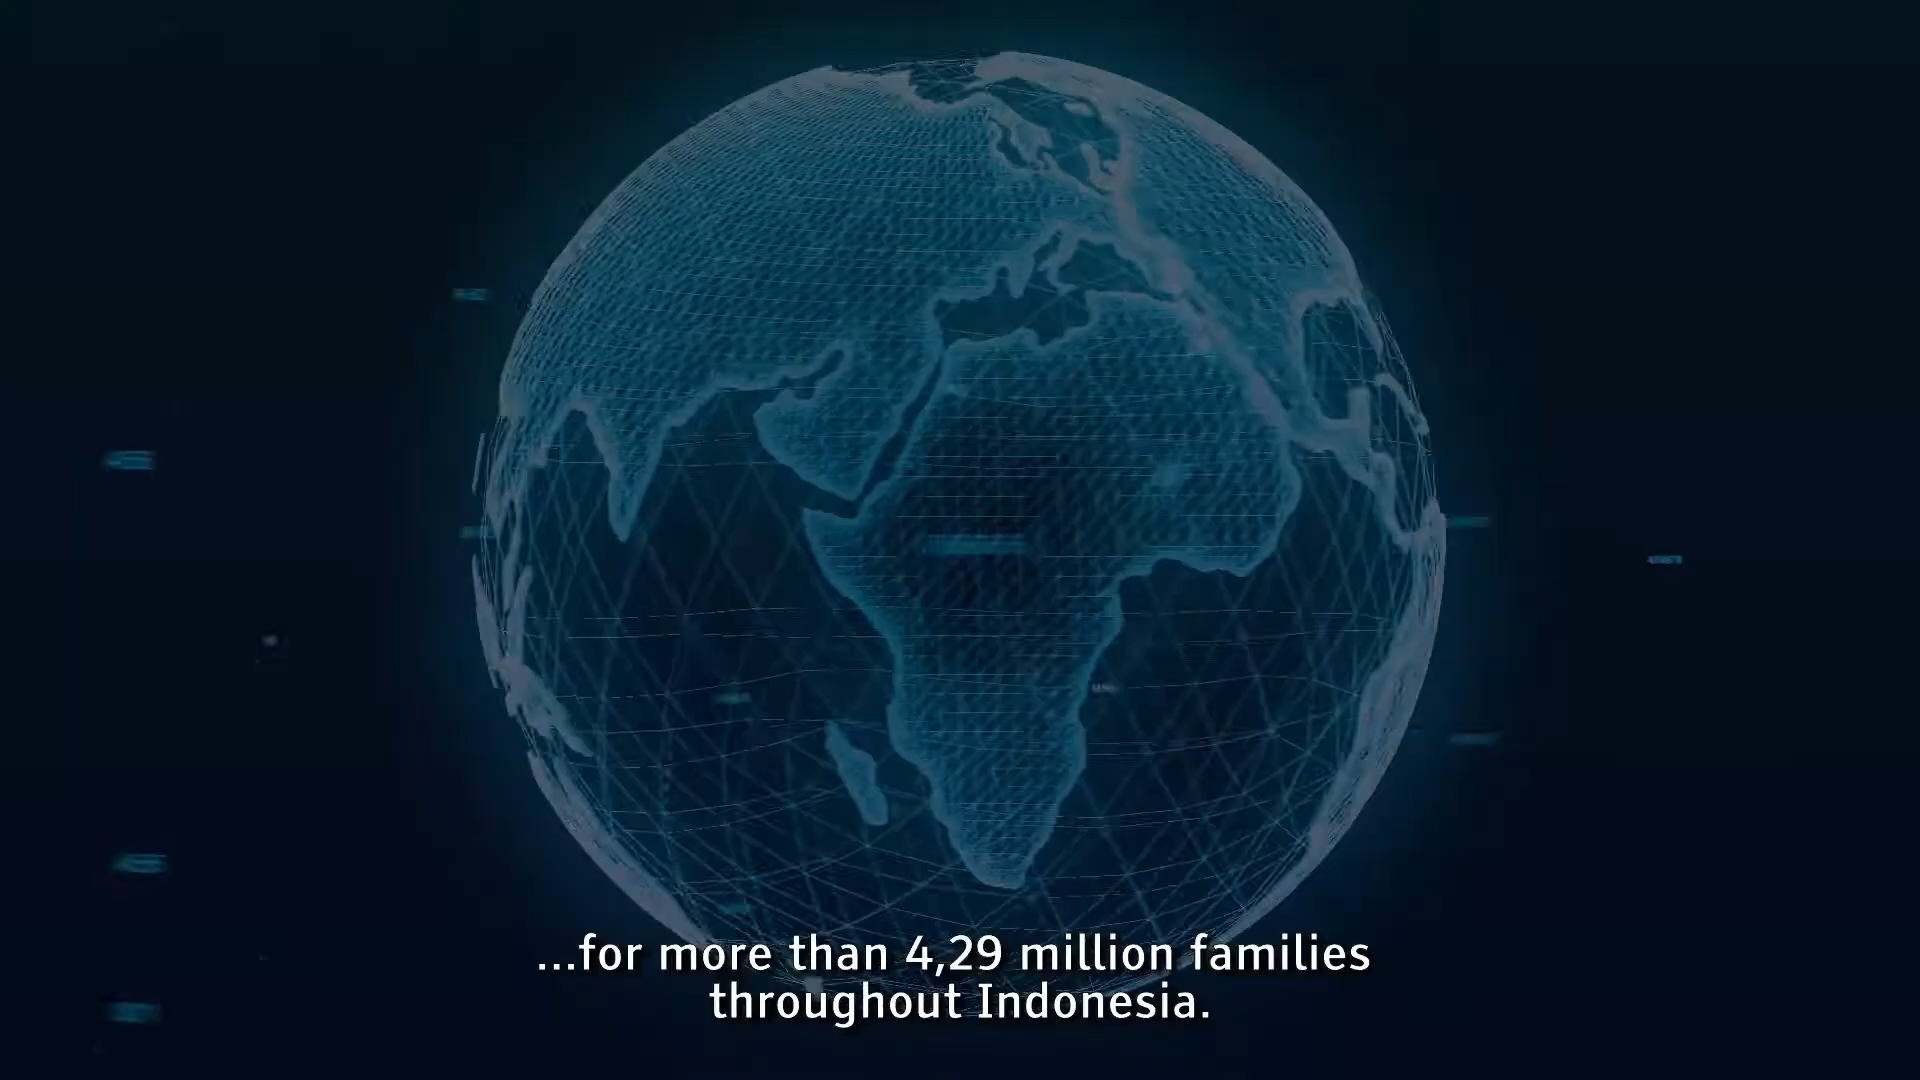 ...for more than 4,29 million families
throughout Indonesia.